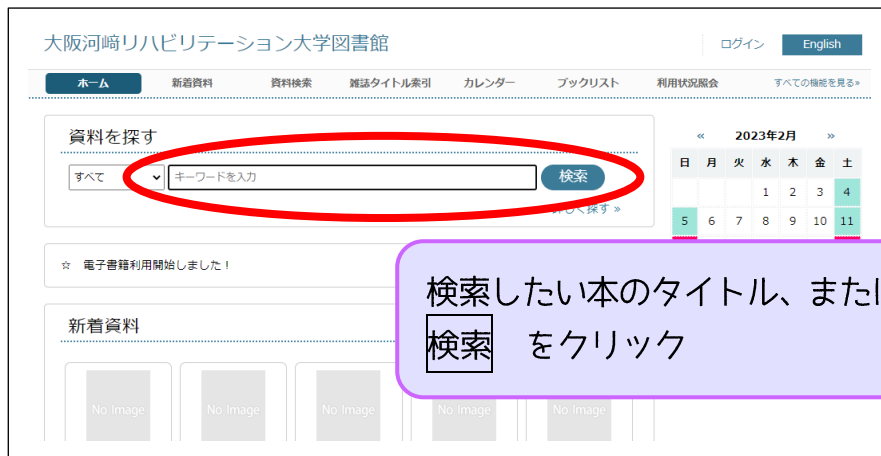 大阪河﨑リハビリテーション大学図書館
ログイン English
ホーム 新着資料 資料検索 雑誌タイトル索引 カレンダー ブックリスト 利用状況照会 すべての機能を見る»
資料を探す
すべて キーワードを入力 検索
詳しく探す »
« 2023年2月 »
日 月 火 水 木 金 土
1 2 3 4
5 6 7 8 9 10 11
☆ 電子書籍利用開始しました！
検索したい本のタイトル、または
検索 をクリック
新着資料
No Image No Image No Image No Image No Image